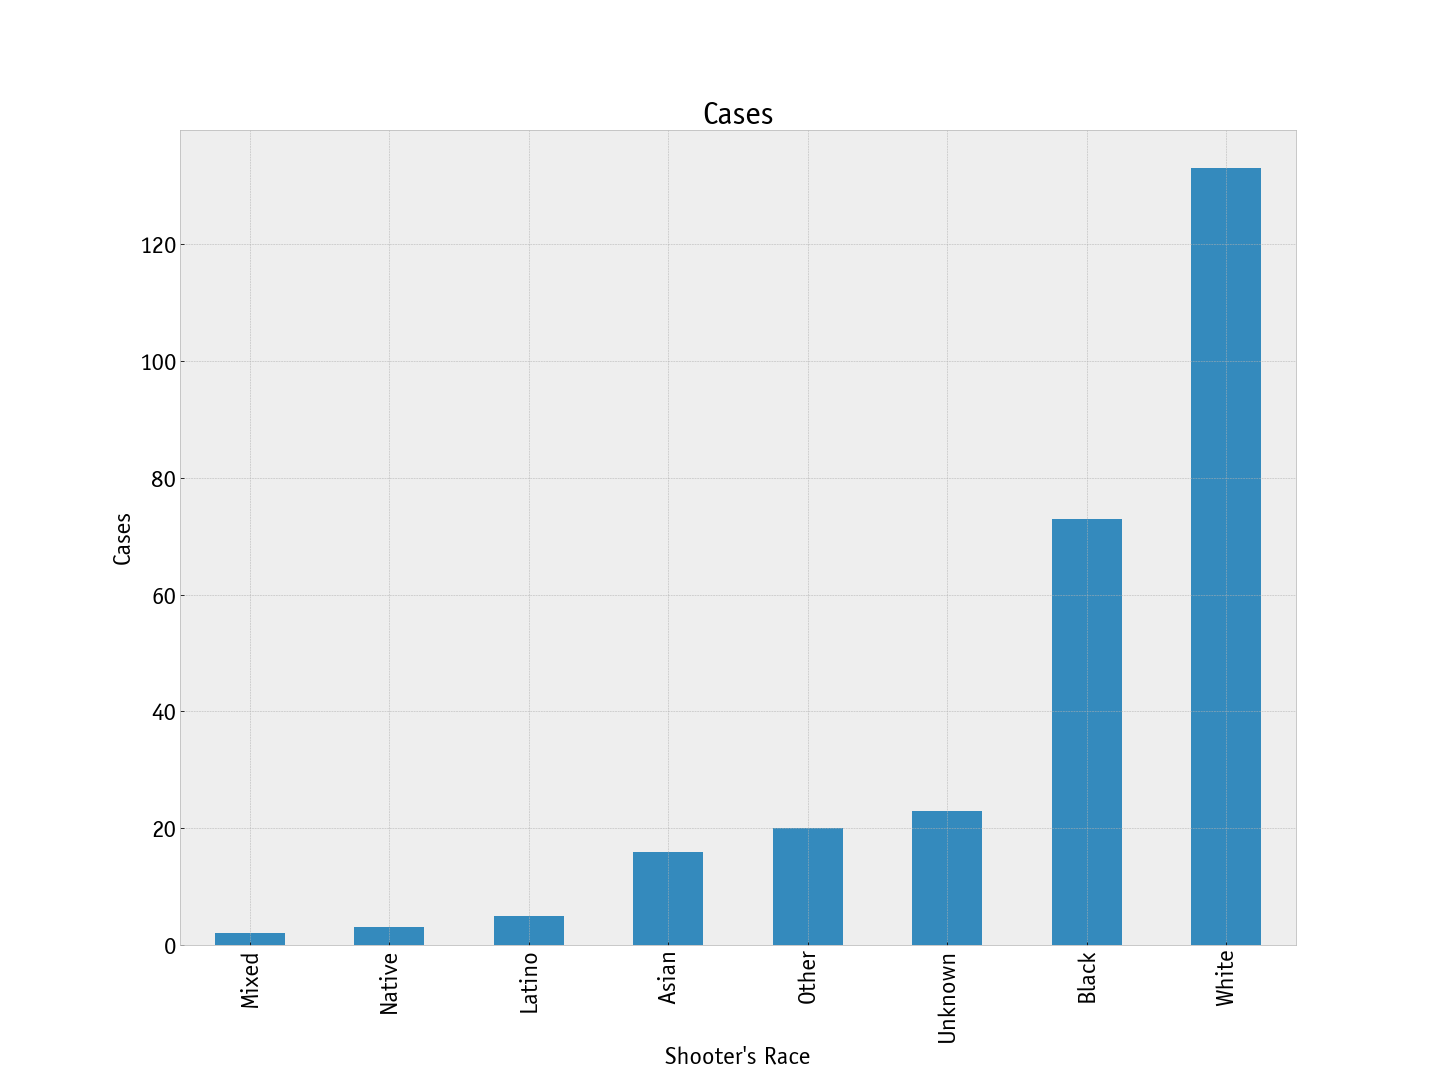 Cases
120
100
80
60
40
20
0
Cases
Mixed
Native
Latino
Asian
Other
Unknown
Black
White
Shooter's Race